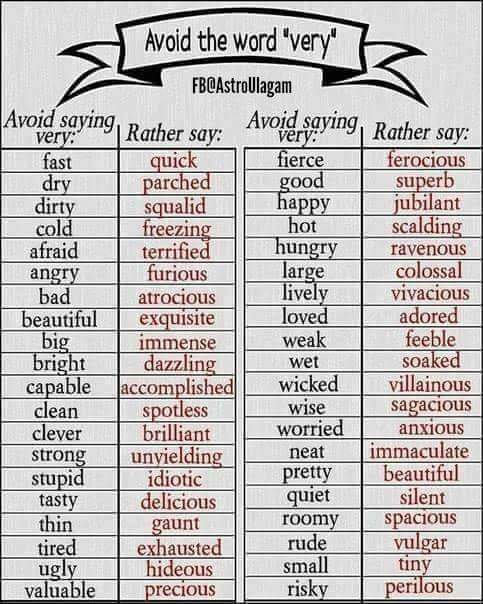 Avoid the word "very"
FB@AstroUlagam
Avoid saying very: Rather say:
fast quick
dry parched
dirty squalid
cold freezing
afraid terrified
angry furious
bad atrocious
beautiful exquisite
big immense
bright dazzling
capable accomplished
clean spotless
clever brilliant
strong unyielding
stupid idiotic
tasty delicious
thin gaunt
tired exhausted
ugly hideous
valuable precious
Avoid saying very: Rather say:
fierce ferocious
good superb
happy jubilant
hot scalding
hungry ravenous
large colossal
lively vivacious
loved adored
weak feeble
wet soaked
wicked villainous
wise sagacious
worried anxious
neat immaculate
pretty beautiful
quiet silent
roomy spacious
rude vulgar
small tiny
risky perilous